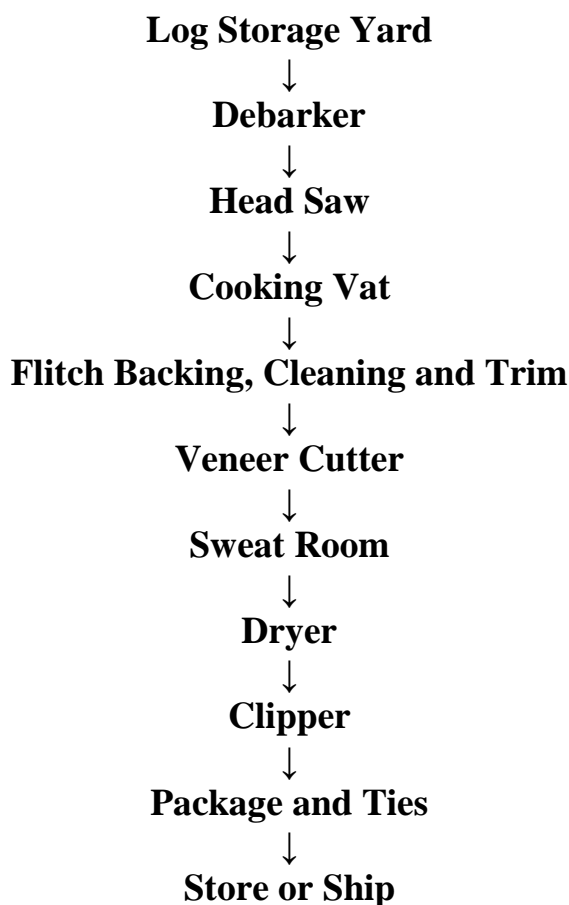 Log Storage Yard
↓
Debarker
↓
Head Saw
↓
Cooking Vat
↓
Flitch Backing, Cleaning and Trim
↓
Veneer Cutter
↓
Sweat Room
↓
Dryer
↓
Clipper
↓
Package and Ties
↓
Store or Ship